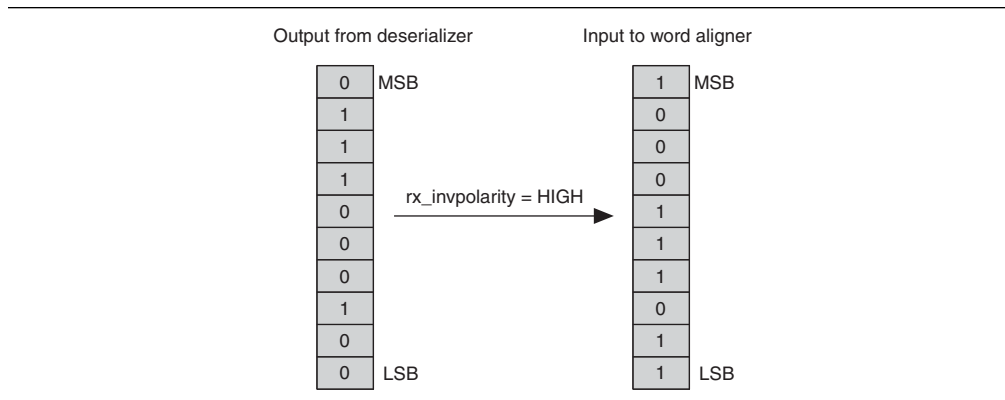 Output from deserializer Input to word aligner
0 MSB 1 MSB
1 0
1 0
1 0
rx_invpolarity = HIGH
0 1
0 1
0 1
1 0
0 1
0 LSB 1 LSB